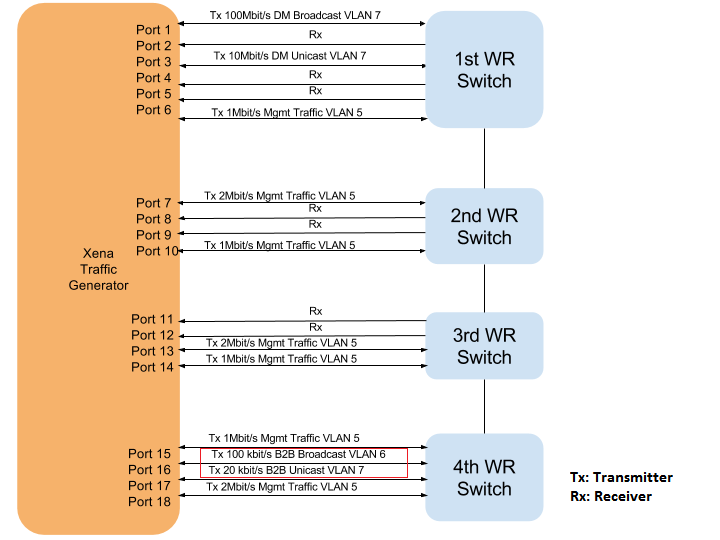 Tx 100Mbit/s DM Broadcast VLAN 7
Port 1
Rx
Port 2
Tx 10Mbit/s DM Unicast VLAN 7
Port 3
Rx
Port 4
Rx
Port 5
Port 6
Tx 1Mbit/s Mgmt Traffic VLAN 5
1st WR
Switch
Tx 2Mbit/s Mgmt Traffic VLAN 5
Port 7
Rx
Port 8
Rx
Port 9
Tx 1Mbit/s Mgmt Traffic VLAN 5
Port 10
2nd WR
Switch
Xena
Traffic
Generator
Rx
Port 11
Rx
Port 12
Tx 2Mbit/s Mgmt Traffic VLAN 5
Port 13
Tx 1Mbit/s Mgmt Traffic VLAN 5
Port 14
3rd WR
Switch
Tx 1Mbit/s Mgmt Traffic VLAN 5
Port 15
Tx 100 kbit/s B2B Broadcast VLAN 6
Port 16
Tx 20 kbit/s B2B Unicast VLAN 7
Port 17
Tx 2Mbit/s Mgmt Traffic VLAN 5
Port 18
4th WR
Switch
Tx: Transmitter
Rx: Receiver